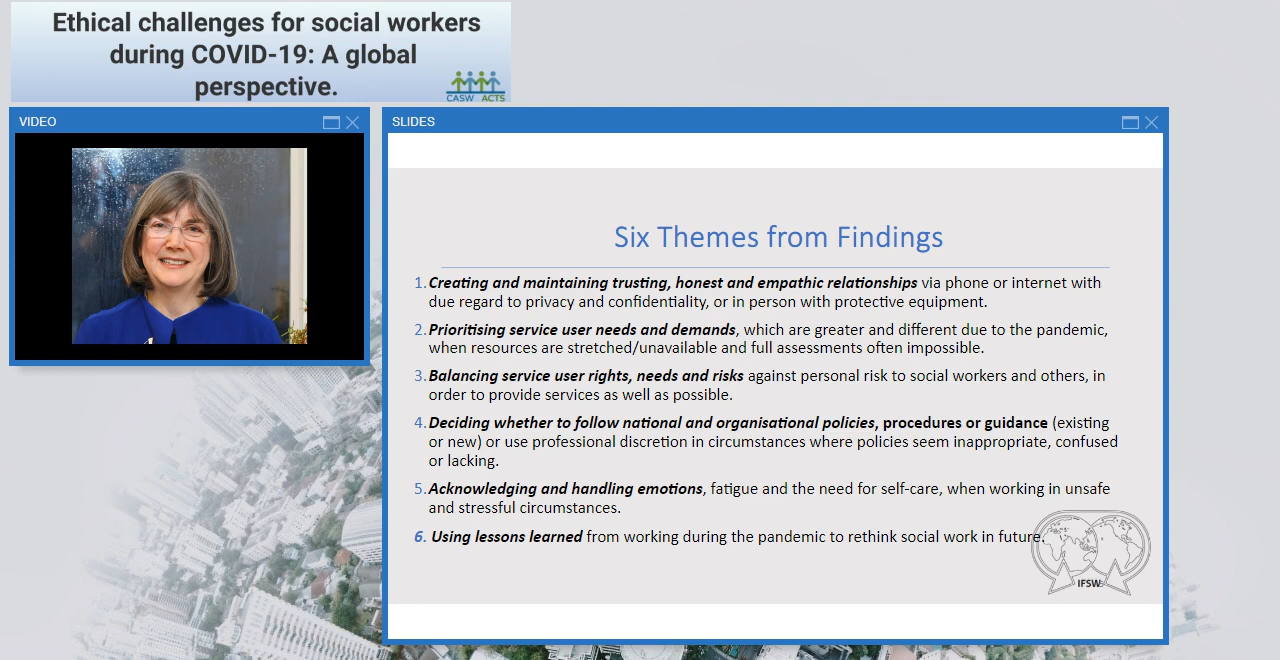 Ethical challenges for social workers
during COVID-19: A global
perspective.
CASW ACTS
VIDEO
SLIDES
Six Themes from Findings
1. Creating and maintaining trusting, honest and empathic relationships via phone or internet with
due regard to privacy and confidentiality, or in person with protective equipment.
2. Prioritising service user needs and demands, which are greater and different due to the pandemic,
when resources are stretched/unavailable and full assessments often impossible.
3. Balancing service user rights, needs and risks against personal risk to social workers and others, in
order to provide services as well as possible.
4. Deciding whether to follow national and organisational policies, procedures or guidance (existing
or new) or use professional discretion in circumstances where policies seem inappropriate, confused
or lacking.
5. Acknowledging and handling emotions, fatigue and the need for self-care, when working in unsafe
and stressful circumstances.
6. Using lessons learned from working during the pandemic to rethink social work in future.
IFSW